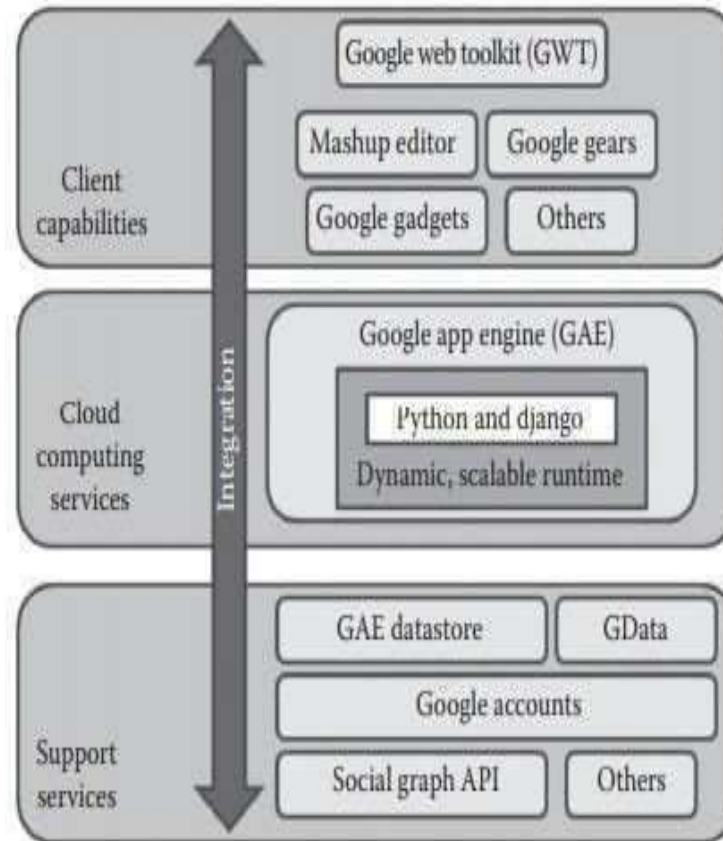 Google web toolkit (GWT)
Mashup editor
Google gears
Client
capabilities
Google gadgets
Others
Integration
Google app engine (GAE)
Python and django
Dynamic, scalable runtime
Cloud
computing
services
GAE datastore
GData
Google accounts
Support
services
Social graph API
Others